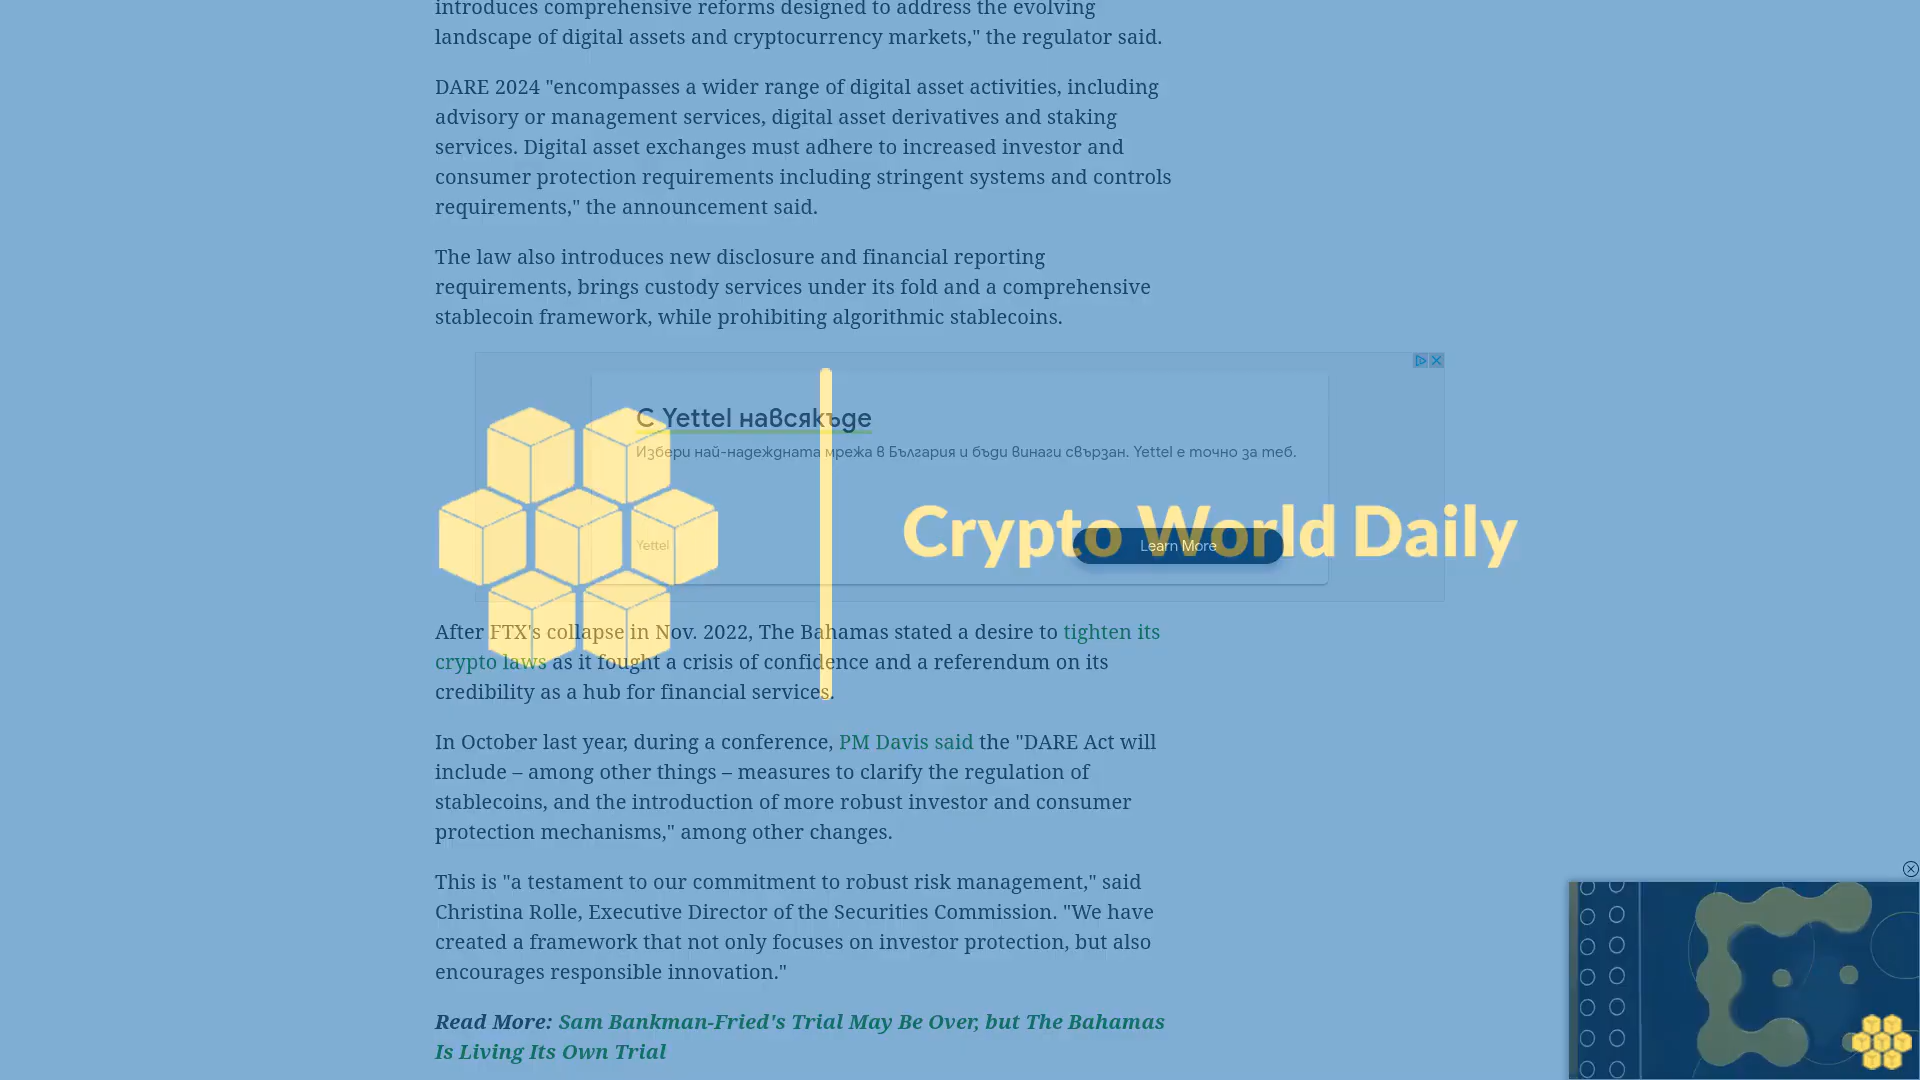 introduces comprehensive reforms designed to address the evolving
landscape of digital assets and cryptocurrency markets," the regulator said.
DARE 2024 "encompasses a wider range of digital asset activities, including
advisory or management services, digital asset derivatives and staking
services. Digital asset exchanges must adhere to increased investor and
consumer protection requirements including stringent systems and controls
requirements," the announcement said.
The law also introduces new disclosure and financial reporting
requirements, brings custody services under its fold and a comprehensive
stablecoin framework, while prohibiting algorithmic stablecoins.
С Yettel навсякъде
Избери най-надеждната мрежа в България и бъди винаги свързан. Yettel е точно за теб.
Crypto World Daily
Yettel
Learn More
After FTX's collapse in Nov. 2022, The Bahamas stated a desire to tighten its
crypto laws as it fought a crisis of confidence and a referendum on its
credibility as a hub for financial services.
In October last year, during a conference, PM Davis said the "DARE Act will
include – among other things – measures to clarify the regulation of
stablecoins, and the introduction of more robust investor and consumer
protection mechanisms," among other changes.
This is "a testament to our commitment to robust risk management," said
Christina Rolle, Executive Director of the Securities Commission. "We have
created a framework that not only focuses on investor protection, but also
encourages responsible innovation."
Read More: Sam Bankman-Fried's Trial May Be Over, but The Bahamas
Is Living Its Own Trial